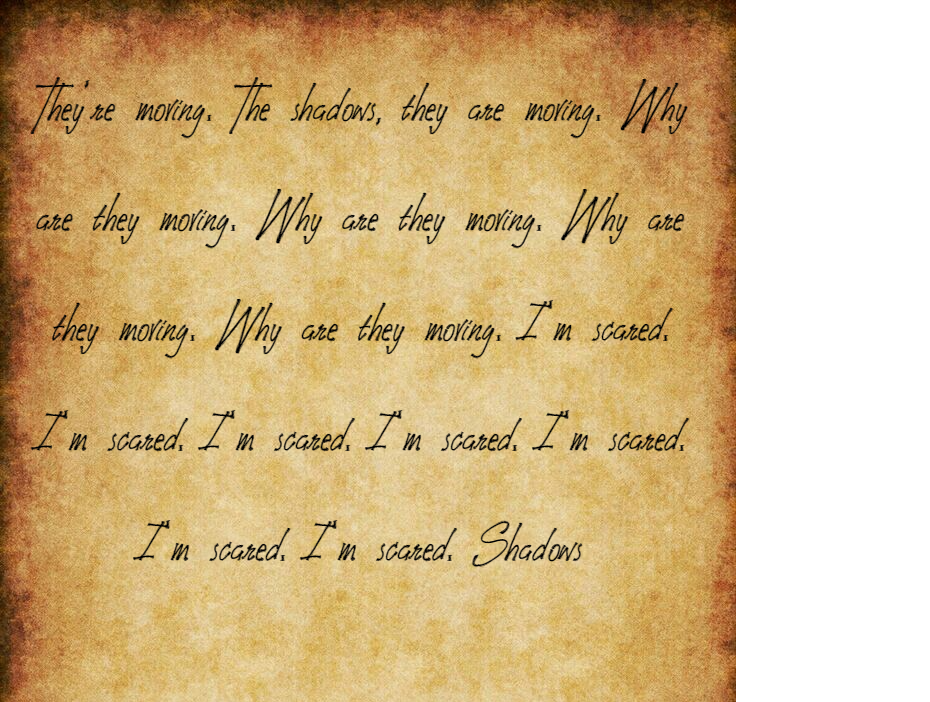 They're moving. The shadows, they are moving. Why
are they moving. Why are they moving. Why are
they moving. Why are they moving. I'm scared.
I'm scared. I'm scared. I'm scared. I'm scared.
I'm scared. I'm scared. Shadows